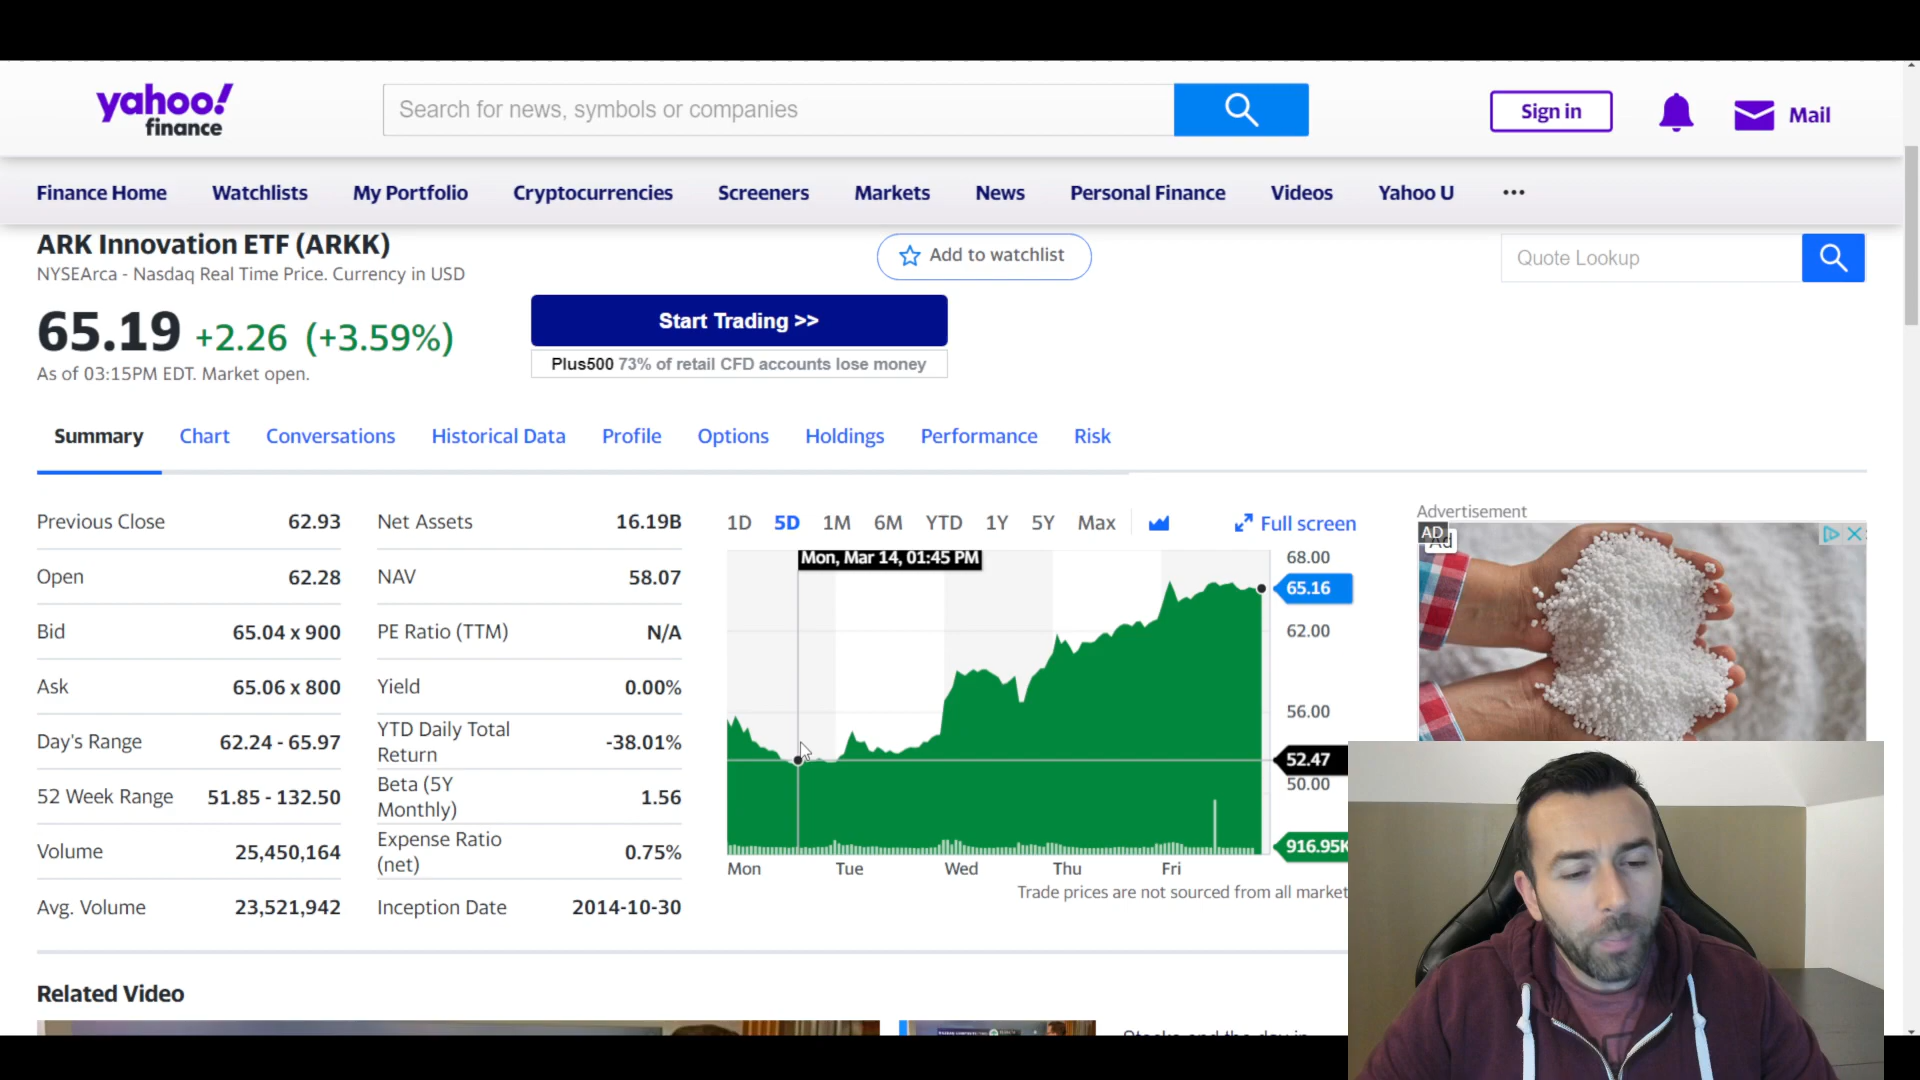 yahoo!
finance
Search for news, symbols or companies
Sign in
Mail
Finance Home Watchlists My Portfolio Cryptocurrencies Screeners Markets News Personal Finance Videos Yahoo U ...
ARK Innovation ETF (ARKK)
NYSEArca - Nasdaq Real Time Price. Currency in USD
Add to watchlist
Quote Lookup
65.19 +2.26 (+3.59%)
As of 03:15PM EDT. Market open.
Start Trading >>
Plus500 73% of retail CFD accounts lose money
Summary Chart Conversations Historical Data Profile Options Holdings Performance Risk
Previous Close 62.93
Open 62.28
Bid 65.04 x 900
Ask 65.06 x 800
Day's Range 62.24 - 65.97
52 Week Range 51.85 - 132.50
Volume 25,450,164
Avg. Volume 23,521,942
Net Assets 16.19B
NAV 58.07
PE Ratio (TTM) N/A
Yield 0.00%
YTD Daily Total
Return -38.01%
Beta (5Y
Monthly) 1.56
Expense Ratio
(net) 0.75%
Inception Date 2014-10-30
1D 5D 1M 6M YTD 1Y 5Y Max Full screen
Mon, Mar 14, 01:45 PM
68.00
65.16
62.00
56.00
52.47
50.00
916.95K
Mon Tue Wed Thu Fri
Trade prices are not sourced from all market
Advertisement
AD
Ad
Related Video